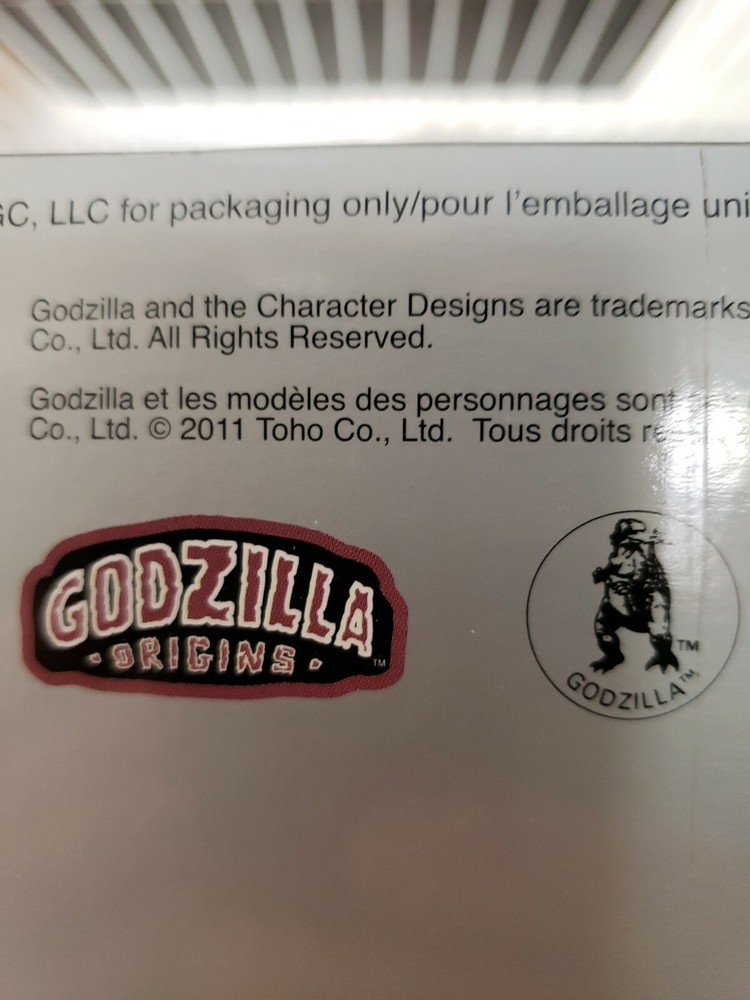 LLC for packaging only/pour l'emballage
Godzilla and the Character Designs are trademarks
Co., Ltd. All Rights Reserved.
Godzilla et les modèles des personnages sont
Co., Ltd. © 2011 Toho Co., Ltd. Tous droits
GODZILLA
·ORIGINS·
TM
TM
GODZILLA TM